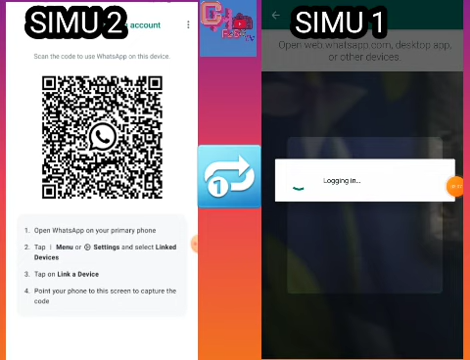 SIMU 2
account
Scan the code to use WhatsApp on this device.
1. Open WhatsApp on your primary phone
2. Tap ⋮ Menu or Settings and select Linked
Devices
3. Tap on Link a Device
4. Point your phone to this screen to capture the
code
1
SIMU 1
Open web.whatsapp.com, desktop app,
or other devices.
Logging in...